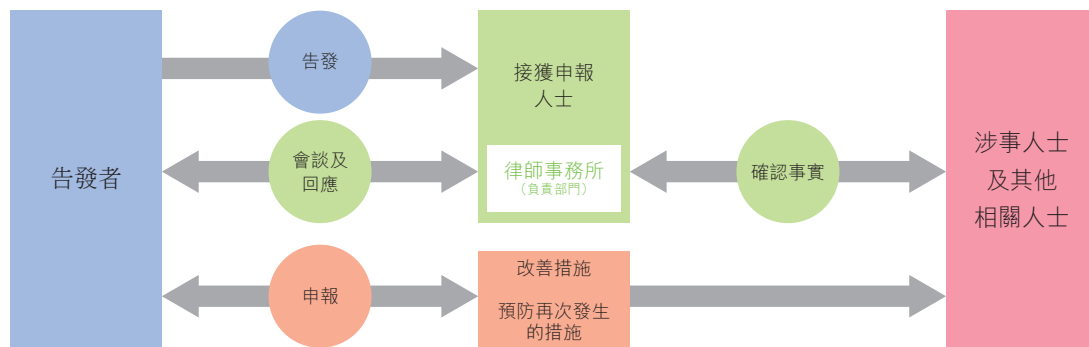 告發者
告發
會談及
回應
申報
接獲申報
人士
律師事務所
（負責部門）
改善措施
預防再次發生
的措施
確認事實
涉事人士
及其他
相關人士